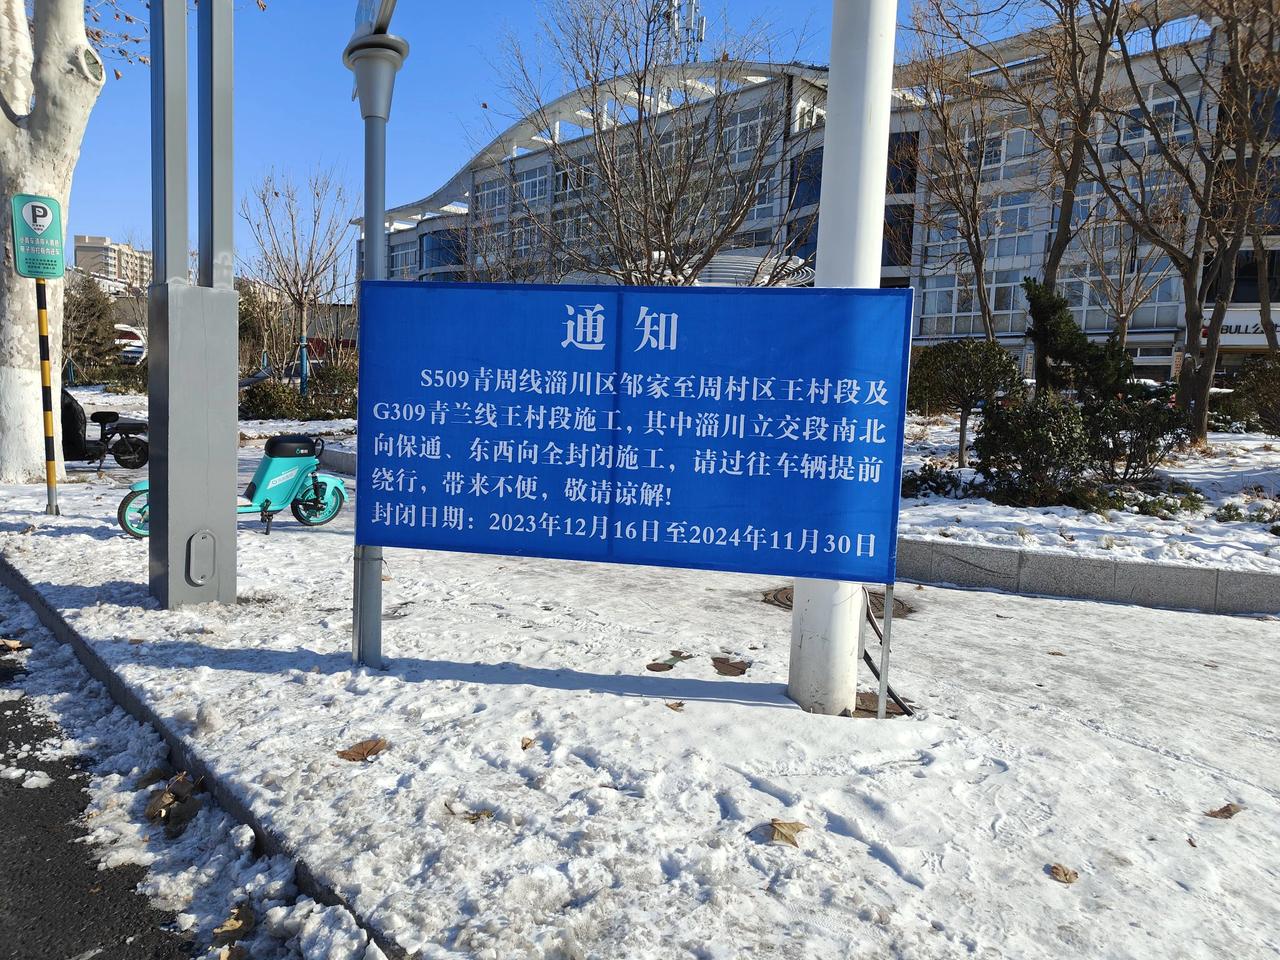 通知
S509青周线淄川区邹家至周村区王村段及
G309青兰线王村段施工，其中淄川立交段南北
向保通、东西向全封闭施工，请过往车辆提前
绕行，带来不便，敬请谅解！
封闭日期：2023年12月16日至2024年11月30日
P
BULL公